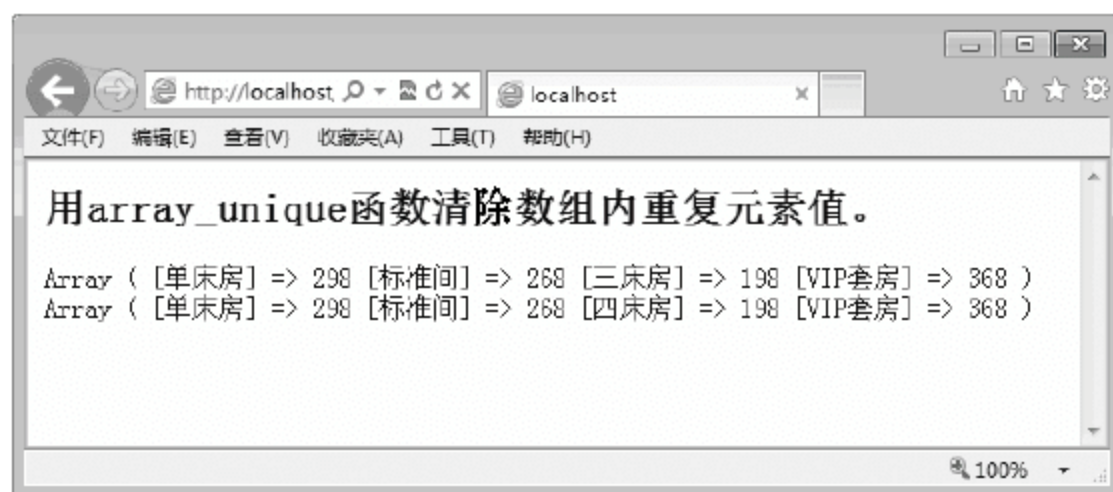 http://localhost
localhost
文件(F) 编辑(E) 查看(V) 收藏夹(A) 工具(T) 帮助(H)
用array_unique函数清除数组内重复元素值。
Array ( [单床房] => 298 [标准间] => 268 [三床房] => 198 [VIP套房] => 368 )
Array ( [单床房] => 298 [标准间] => 268 [四床房] => 198 [VIP套房] => 368 )
100%